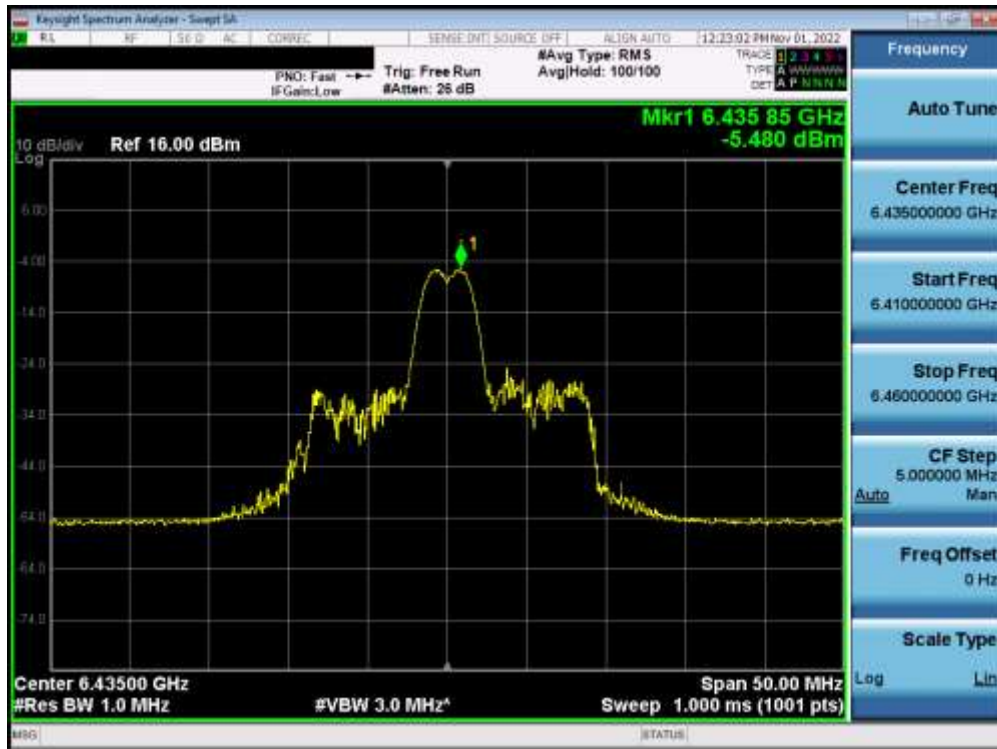 Keysight Spectrum Analyzer - Swept SA
RL RF 50 Ω AC CORREC SENSE:INT SOURCE OFF ALIGN AUTO 12:23:02 PM Nov 01, 2022
PNO: Fast Trig: Free Run #Avg Type: RMS TRACE 1 2 3 4 5 6
IFGain:Low #Atten: 26 dB Avg|Hold: 100/100 TYPE A WWWWW
DET A P N N N N
Mkr1 6.435 85 GHz
-5.480 dBm
10 dB/div Ref 16.00 dBm
Log
6.00
-4.00
-14.0
-24.0
-34.0
-44.0
-54.0
-64.0
-74.0
1
Center 6.43500 GHz Span 50.00 MHz
#Res BW 1.0 MHz #VBW 3.0 MHz* Sweep 1.000 ms (1001 pts)
MSG STATUS
Frequency
Auto Tune
Center Freq
6.435000000 GHz
Start Freq
6.410000000 GHz
Stop Freq
6.460000000 GHz
CF Step
5.000000 MHz
Auto Man
Freq Offset
0 Hz
Scale Type
Log Lin